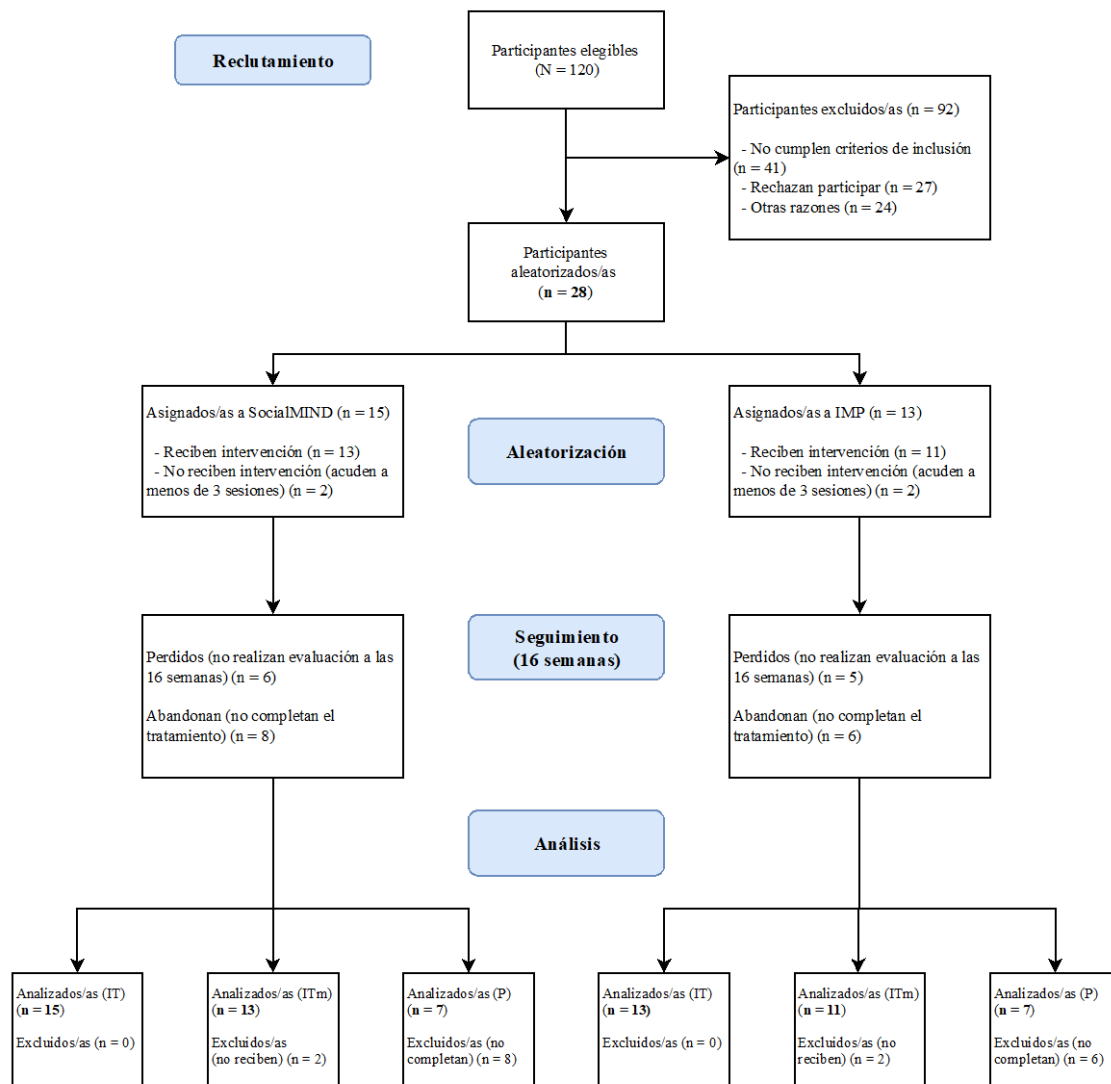 Reclutamiento
Participantes elegibles
(N = 120)
Participantes excluidos/as (n = 92)
- No cumplen criterios de inclusión
(n = 41)
- Rechazan participar (n = 27)
- Otras razones (n = 24)
Participantes
aleatorizados/as
(n = 28)
Asignados/as a SocialMIND (n = 15)
- Reciben intervención (n = 13)
- No reciben intervención (acuden a
menos de 3 sesiones) (n = 2)
Aleatorización
Asignados/as a IMP (n = 13)
- Reciben intervención (n = 11)
- No reciben intervención (acuden a
menos de 3 sesiones) (n = 2)
Perdidos (no realizan evaluación a las
16 semanas) (n = 6)
Abandonan (no completan el
tratamiento) (n = 8)
Seguimiento
(16 semanas)
Perdidos (no realizan evaluación a las
16 semanas) (n = 5)
Abandonan (no completan el
tratamiento) (n = 6)
Análisis
Analizados/as (IT)
(n = 15)
Excluidos/as (n = 0)
Analizados/as (ITm)
(n = 13)
Excluidos/as
(no reciben) (n = 2)
Analizados/as (P)
(n = 7)
Excluidos/as (no
completan) (n = 8)
Analizados/as (IT)
(n = 13)
Excluidos/as (n = 0)
Analizados/as (ITm)
(n = 11)
Excluidos/as (no
reciben) (n = 2)
Analizados/as (P)
(n = 7)
Excluidos/as (no
completan) (n = 6)